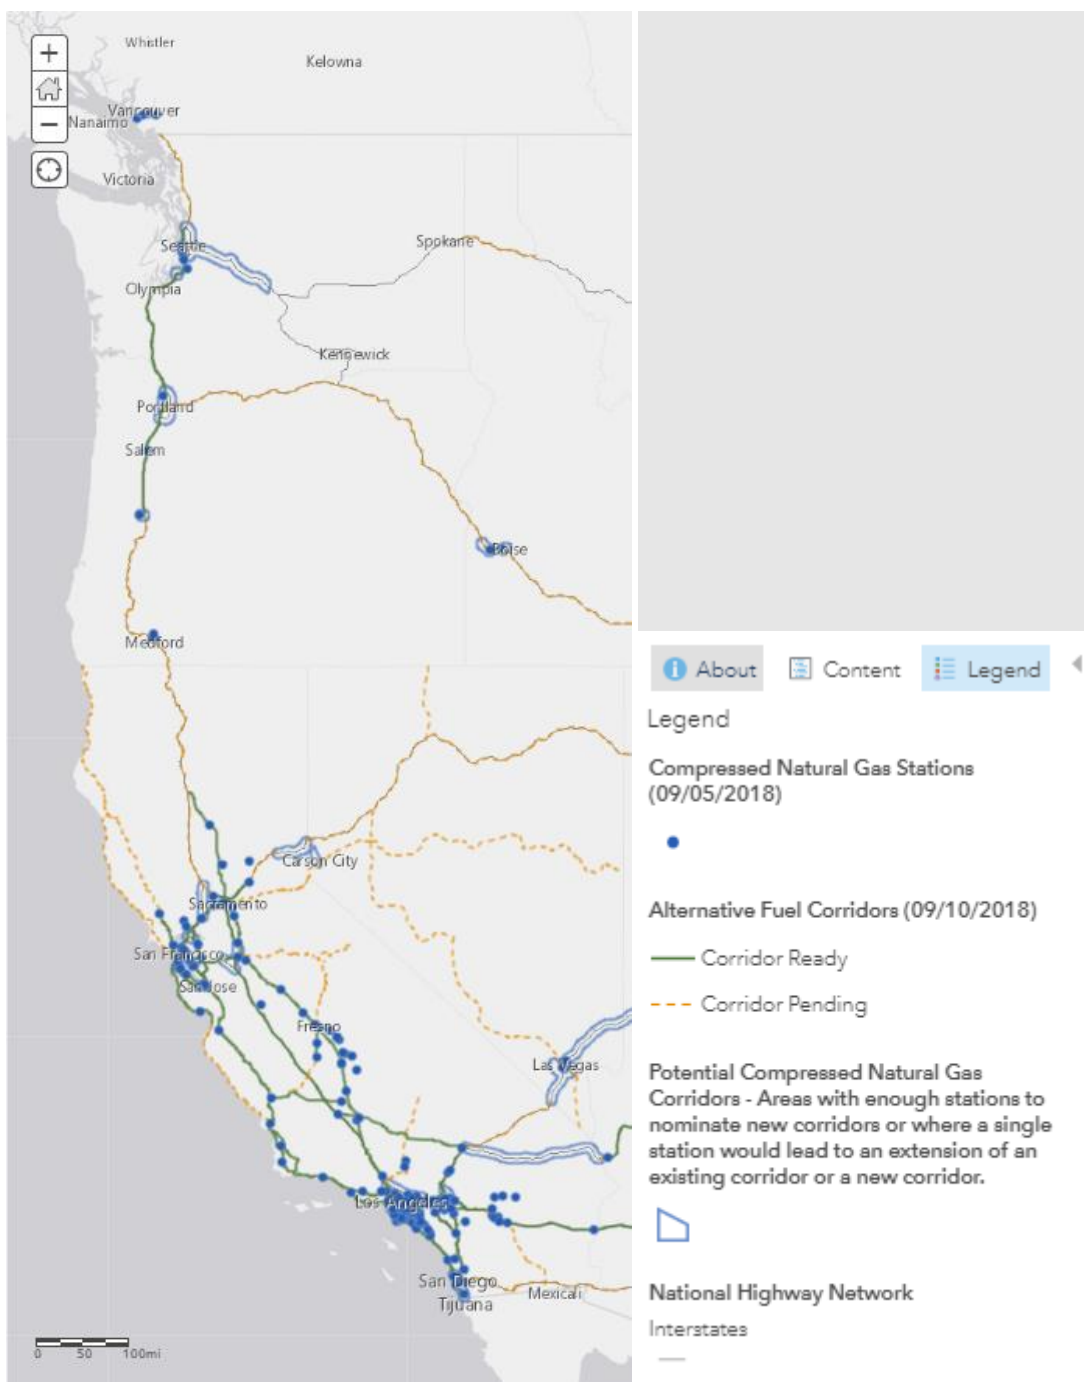 Whistler
Kelowna
+
Vancouver
Nanaimo
−
Victoria
Seattle
Spokane
Olympia
Kennewick
Portland
Salem
Boise
Medford
Carson City
Sacramento
San Francisco
San Jose
Fresno
Las Vegas
Los Angeles
San Diego
Tijuana
Mexicali
0 50 100mi
About Content Legend
Legend
Compressed Natural Gas Stations
(09/05/2018)
Alternative Fuel Corridors (09/10/2018)
Corridor Ready
Corridor Pending
Potential Compressed Natural Gas
Corridors - Areas with enough stations to
nominate new corridors or where a single
station would lead to an extension of an
existing corridor or a new corridor.
National Highway Network
Interstates